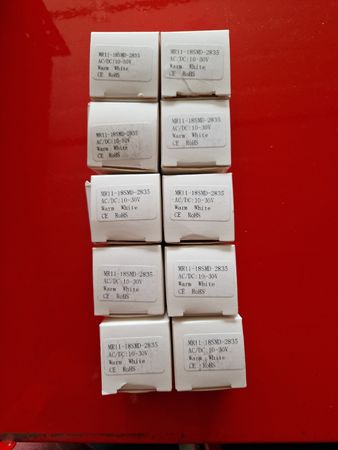 MR11-18SMD-2835
AC/DC:10-30V
Warm White
CE RoHS
MR11-18SMD-2835
AC/DC:10-30V
Warm White
CE RoHS
MR11-18SMD-2835
AC/DC:10-30V
Warm White
CE RoHS
MR11-18SMD-2835
AC/DC:10-30V
Warm White
CE RoHS
MR11-18SMD-2835
AC/DC:10-30V
Warm White
CE RoHS
MR11-18SMD-2835
AC/DC:10-30V
Warm White
CE RoHS
MR11-18SMD-2835
AC/DC:10-30V
Warm White
CE RoHS
MR11-18SMD-2835
AC/DC:10-30V
Warm White
CE RoHS
MR11-18SMD-2835
AC/DC:10-30V
Warm White
CE RoHS
MR11-18SMD-2835
AC/DC:10-30V
Warm White
CE RoHS